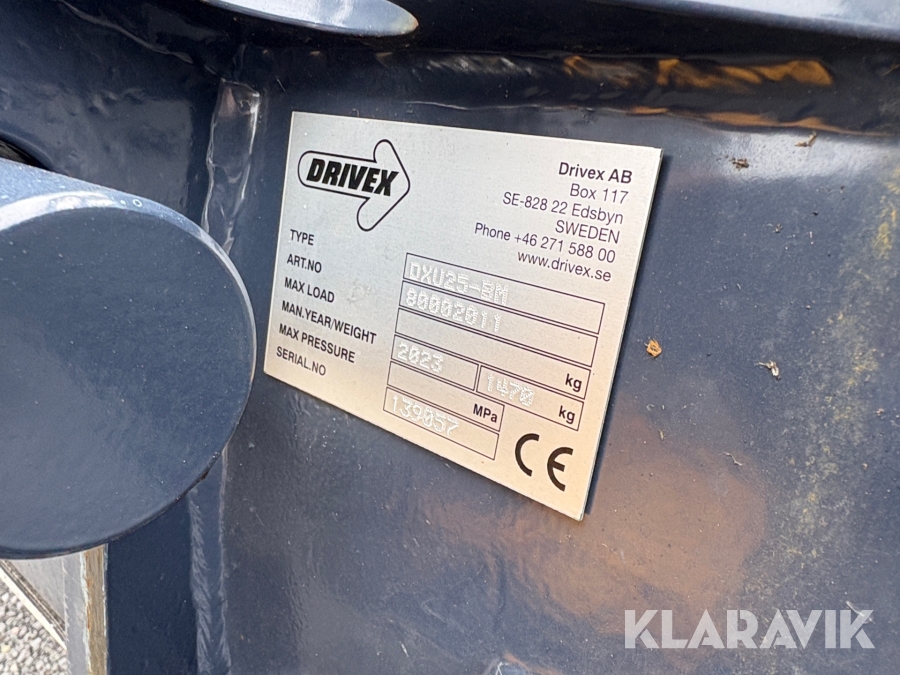 DRIVEX
Drivex AB
Box 117
SE-828 22 Edsbyn
SWEDEN
Phone +46 271 588 00
www.drivex.se
TYPE DXU25-BM
ART.NO 80002011
MAX LOAD kg
MAN.YEAR/WEIGHT 2023 1470 kg
MAX PRESSURE MPa
SERIAL.NO 139057
CE
KLARAVIK